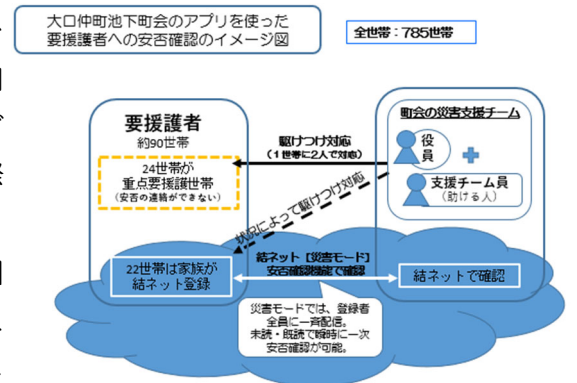 大口仲町池下町会のアプリを使った
要援護者への安否確認のイメージ図
全世帯：785世帯
要援護者
約90世帯
24世帯が
重点要援護世帯
（安否の連絡ができない）
駆けつけ対応
（1世帯に2人で対応）
町会の災害支援チーム
役
員
支援チーム員
（助ける人）
状況によって駆けつけ対応
22世帯は家族が
結ネット登録
結ネット［災害モード］
安否確認機能で確認
結ネットで確認
災害モードでは、登録者
全員に一斉配信。
未読・既読で瞬時に一次
安否確認が可能。